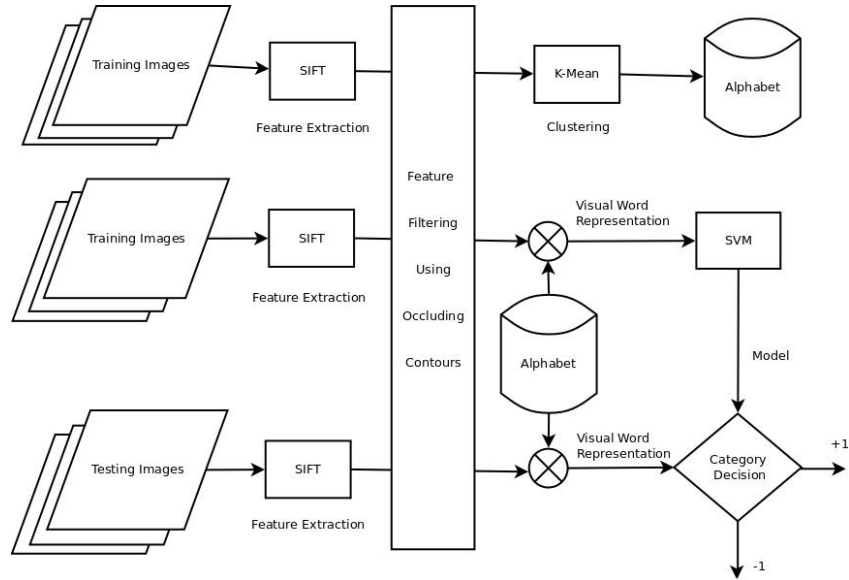 Training Images
SIFT
Feature Extraction
K-Mean
Clustering
Alphabet
Feature
Filtering
Using
Occluding
Contours
Training Images
SIFT
Feature Extraction
Visual Word
Representation
SVM
Alphabet
Model
Testing Images
SIFT
Feature Extraction
Visual Word
Representation
Category
Decision
+1
-1